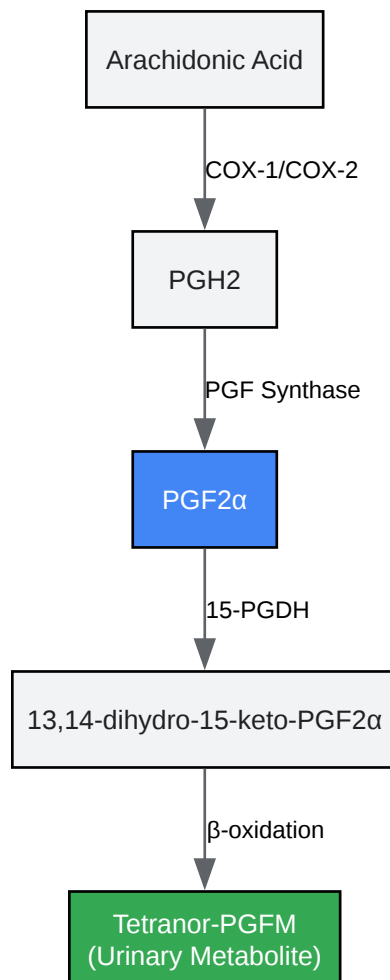 Arachidonic Acid
COX-1/COX-2
PGH2
PGF Synthase
PGF2α
15-PGDH
13,14-dihydro-15-keto-PGF2α
β-oxidation
Tetranor-PGFM
(Urinary Metabolite)